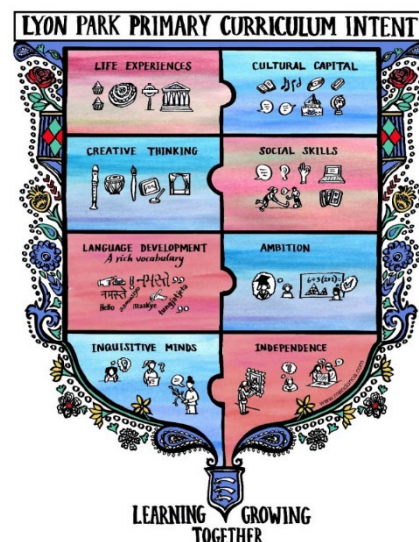 LYON PARK PRIMARY CURRICULUM INTENT
LIFE EXPERIENCES
CULTURAL CAPITAL
CREATIVE THINKING
SOCIAL SKILLS
LANGUAGE DEVELOPMENT
A rich vocabulary
नमस्ते
नमस्ते
Hello
AMBITION
INQUISITIVE MINDS
INDEPENDENCE
LEARNING GROWING
TOGETHER